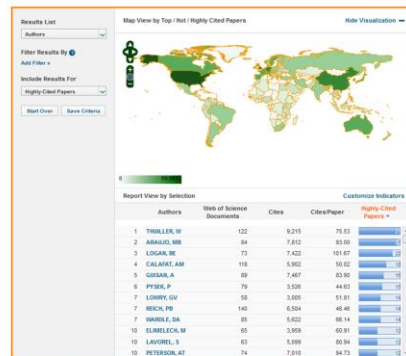 Results List
Authors
Filter Results By
Add Filter »
Include Results For
Highly-Cited Papers
Start Over
Save Criteria
Map View by Top / Hot / Highly Cited Papers
Hide Visualization
0
Report View by Selection
Customize Indicators
Authors Web of Science Documents Cites Cites/Paper Highly-Cited Papers
1 THUILLER, W 122 9,215 75.53
2 ARAUJO, MB 84 7,812 93.00
3 LOGAN, BE 73 7,422 101.67
4 CALAFAT, AM 118 5,902 50.02
5 GUISAN, A 89 7,467 83.90
6 PYSEK, P 79 3,526 44.63
7 LOWRY, GV 58 3,005 51.81
7 REICH, PB 140 6,504 46.46
7 WARDLE, DA 85 5,622 66.14
10 ELIMELECH, M 65 3,959 60.91
10 LAVOREL, S 63 5,099 80.94
10 PETERSON, AT 74 7,010 94.73